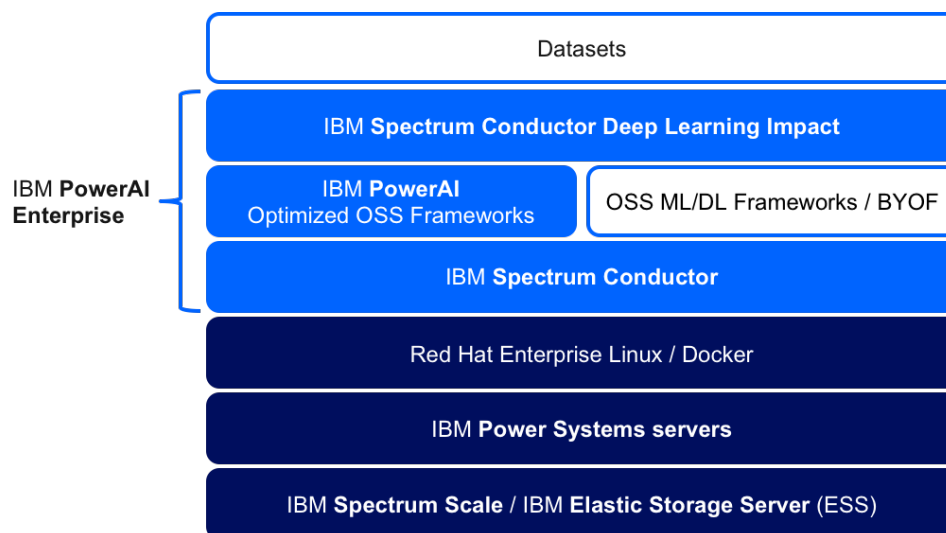 Datasets
IBM Spectrum Conductor Deep Learning Impact
IBM PowerAI
Enterprise
IBM PowerAI
Optimized OSS Frameworks
OSS ML/DL Frameworks / BYOF
IBM Spectrum Conductor
Red Hat Enterprise Linux / Docker
IBM Power Systems servers
IBM Spectrum Scale / IBM Elastic Storage Server (ESS)